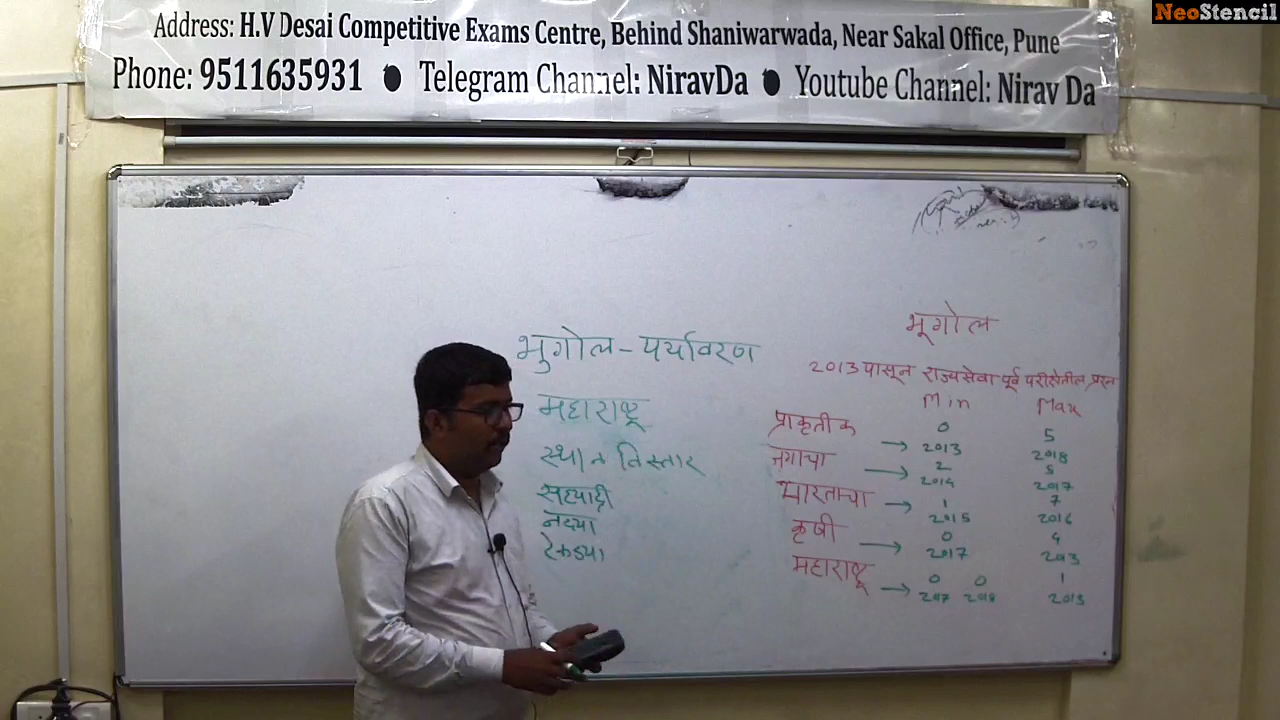 NeoStencil
Address: H.V Desai Competitive Exams Centre, Behind Shaniwarwada, Near Sakal Office, Pune
Phone: 9511635931 ● Telegram Channel: NiravDa ● Youtube Channel: Nirav Da
भुगोल - पर्यावरण
महाराष्ट्र
स्थान विस्तार
सह्याद्री
नद्या
टेकड्या
भूगोल
2013 पासून राज्यसेवा पूर्व परीक्षेतील प्रश्न
Min Max
प्राकृतीक → 0 5
2013 2018
जगाचा → 2 5
2014 2017
भारताचा → 1 7
2015 2016
कृषी → 0 4
2017 2013
महाराष्ट्र → 0 0 1
2017 2018 2013